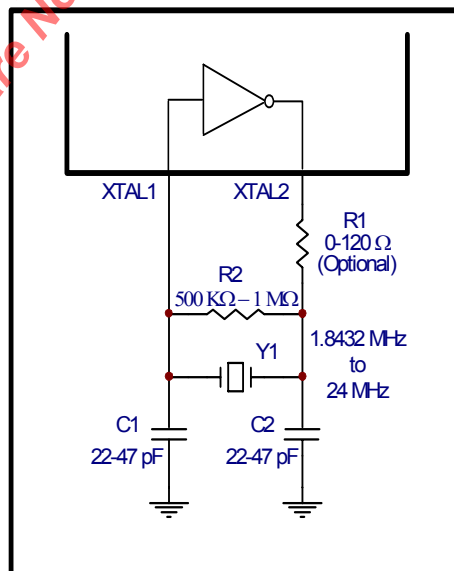 XTAL1
XTAL2
R1
0-120 Ω
(Optional)
R2
500 KΩ – 1 MΩ
Y1
1.8432 MHz
to
24 MHz
C1
22-47 pF
C2
22-47 pF